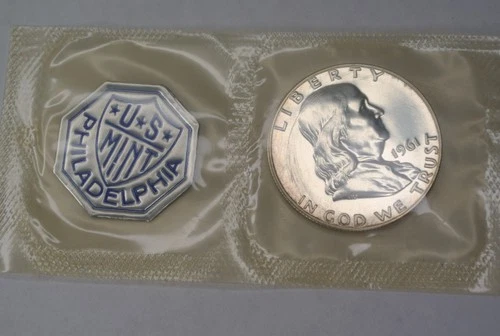 ★ U ★ S ★
MINT
PHILADELPHIA
LIBERTY
1961
IN GOD WE TRUST